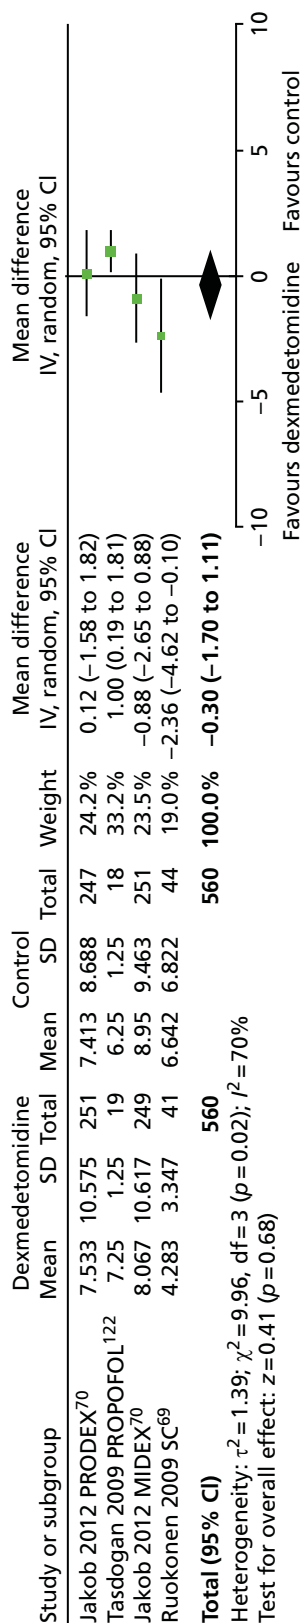 Dexmedetomidine Control Mean difference Mean difference
Study or subgroup Mean SD Total Mean SD Total Weight IV, random, 95% CI IV, random, 95% CI
Jakob 2012 PRODEX70 7.533 10.575 251 7.413 8.688 247 24.2% 0.12 (−1.58 to 1.82)
Tasdogan 2009 PROPOFOL122 7.25 1.25 19 6.25 1.25 18 33.2% 1.00 (0.19 to 1.81)
Jakob 2012 MIDEX70 8.067 10.617 249 8.95 9.463 251 23.5% −0.88 (−2.65 to 0.88)
Ruokonen 2009 SC69 4.283 3.347 41 6.642 6.822 44 19.0% −2.36 (−4.62 to −0.10)
Total (95% CI) 560 560 100.0% −0.30 (−1.70 to 1.11)
Heterogeneity: τ2=1.39; χ2=9.96, df=3 (p=0.02); I2=70%
Test for overall effect: z=0.41 (p=0.68)
−10 −5 0 5 10
Favours dexmedetomidine Favours control